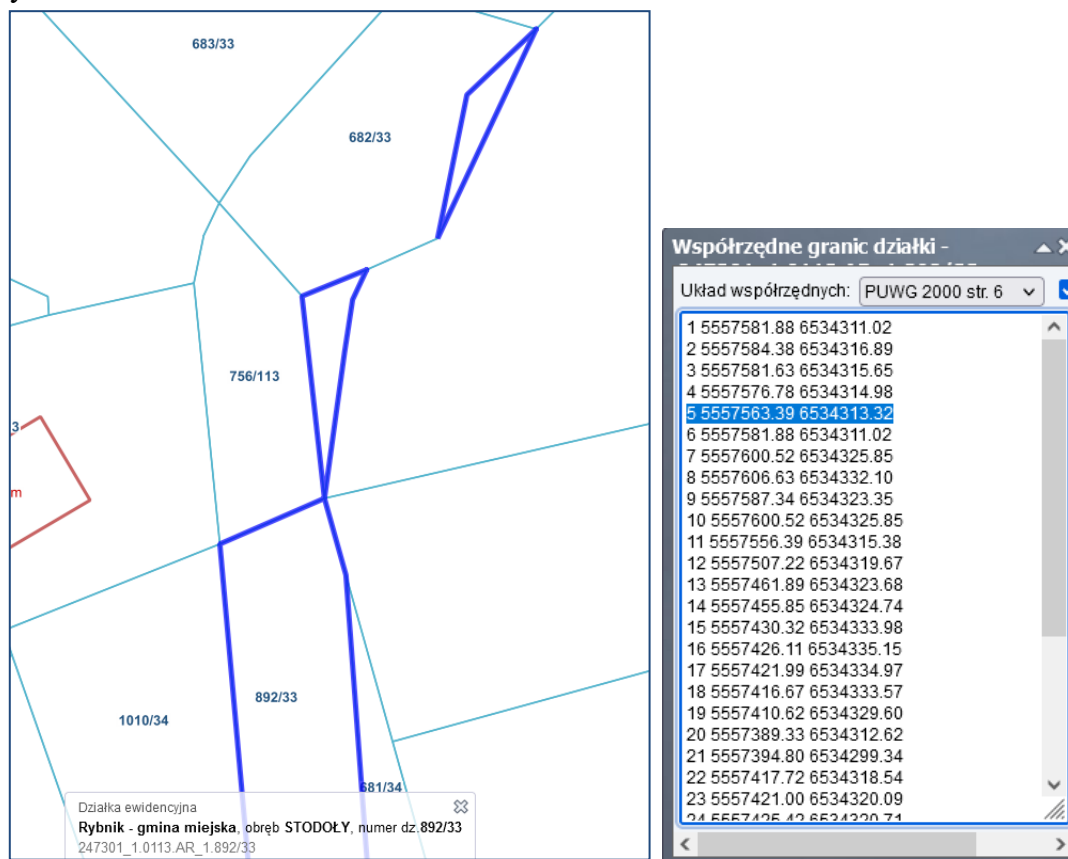 683/33
682/33
756/113
3
m
892/33
1010/34
681/34
Działka ewidencyjna
Rybnik - gmina miejska, obręb STODOŁY, numer dz.892/33
247301_1.0113.AR_1.892/33
Współrzędne granic działki -
Układ współrzędnych: PUWG 2000 str. 6
1 5557581.88 6534311.02
2 5557584.38 6534316.89
3 5557581.63 6534315.65
4 5557576.78 6534314.98
5 5557563.39 6534313.32
6 5557581.88 6534311.02
7 5557600.52 6534325.85
8 5557606.63 6534332.10
9 5557587.34 6534323.35
10 5557600.52 6534325.85
11 5557556.39 6534315.38
12 5557507.22 6534319.67
13 5557461.89 6534323.68
14 5557455.85 6534324.74
15 5557430.32 6534333.98
16 5557426.11 6534335.15
17 5557421.99 6534334.97
18 5557416.67 6534333.57
19 5557410.62 6534329.60
20 5557389.33 6534312.62
21 5557394.80 6534299.34
22 5557417.72 6534318.54
23 5557421.00 6534320.09
24 5557425.42 6534320.71